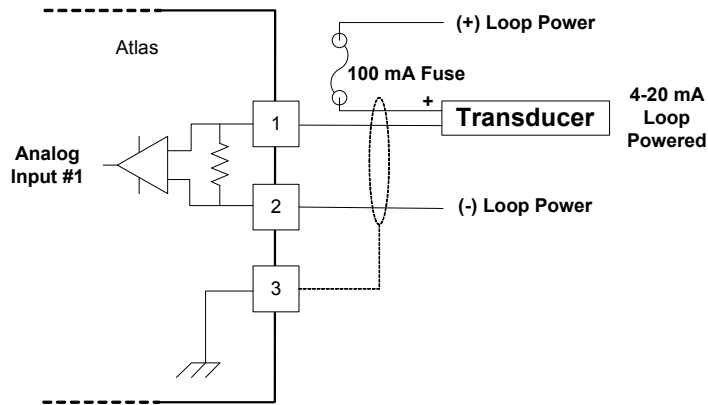 (+) Loop Power
Atlas
100 mA Fuse
+
Transducer
4-20 mA
Loop
Powered
1
Analog
Input #1
2
(-) Loop Power
3